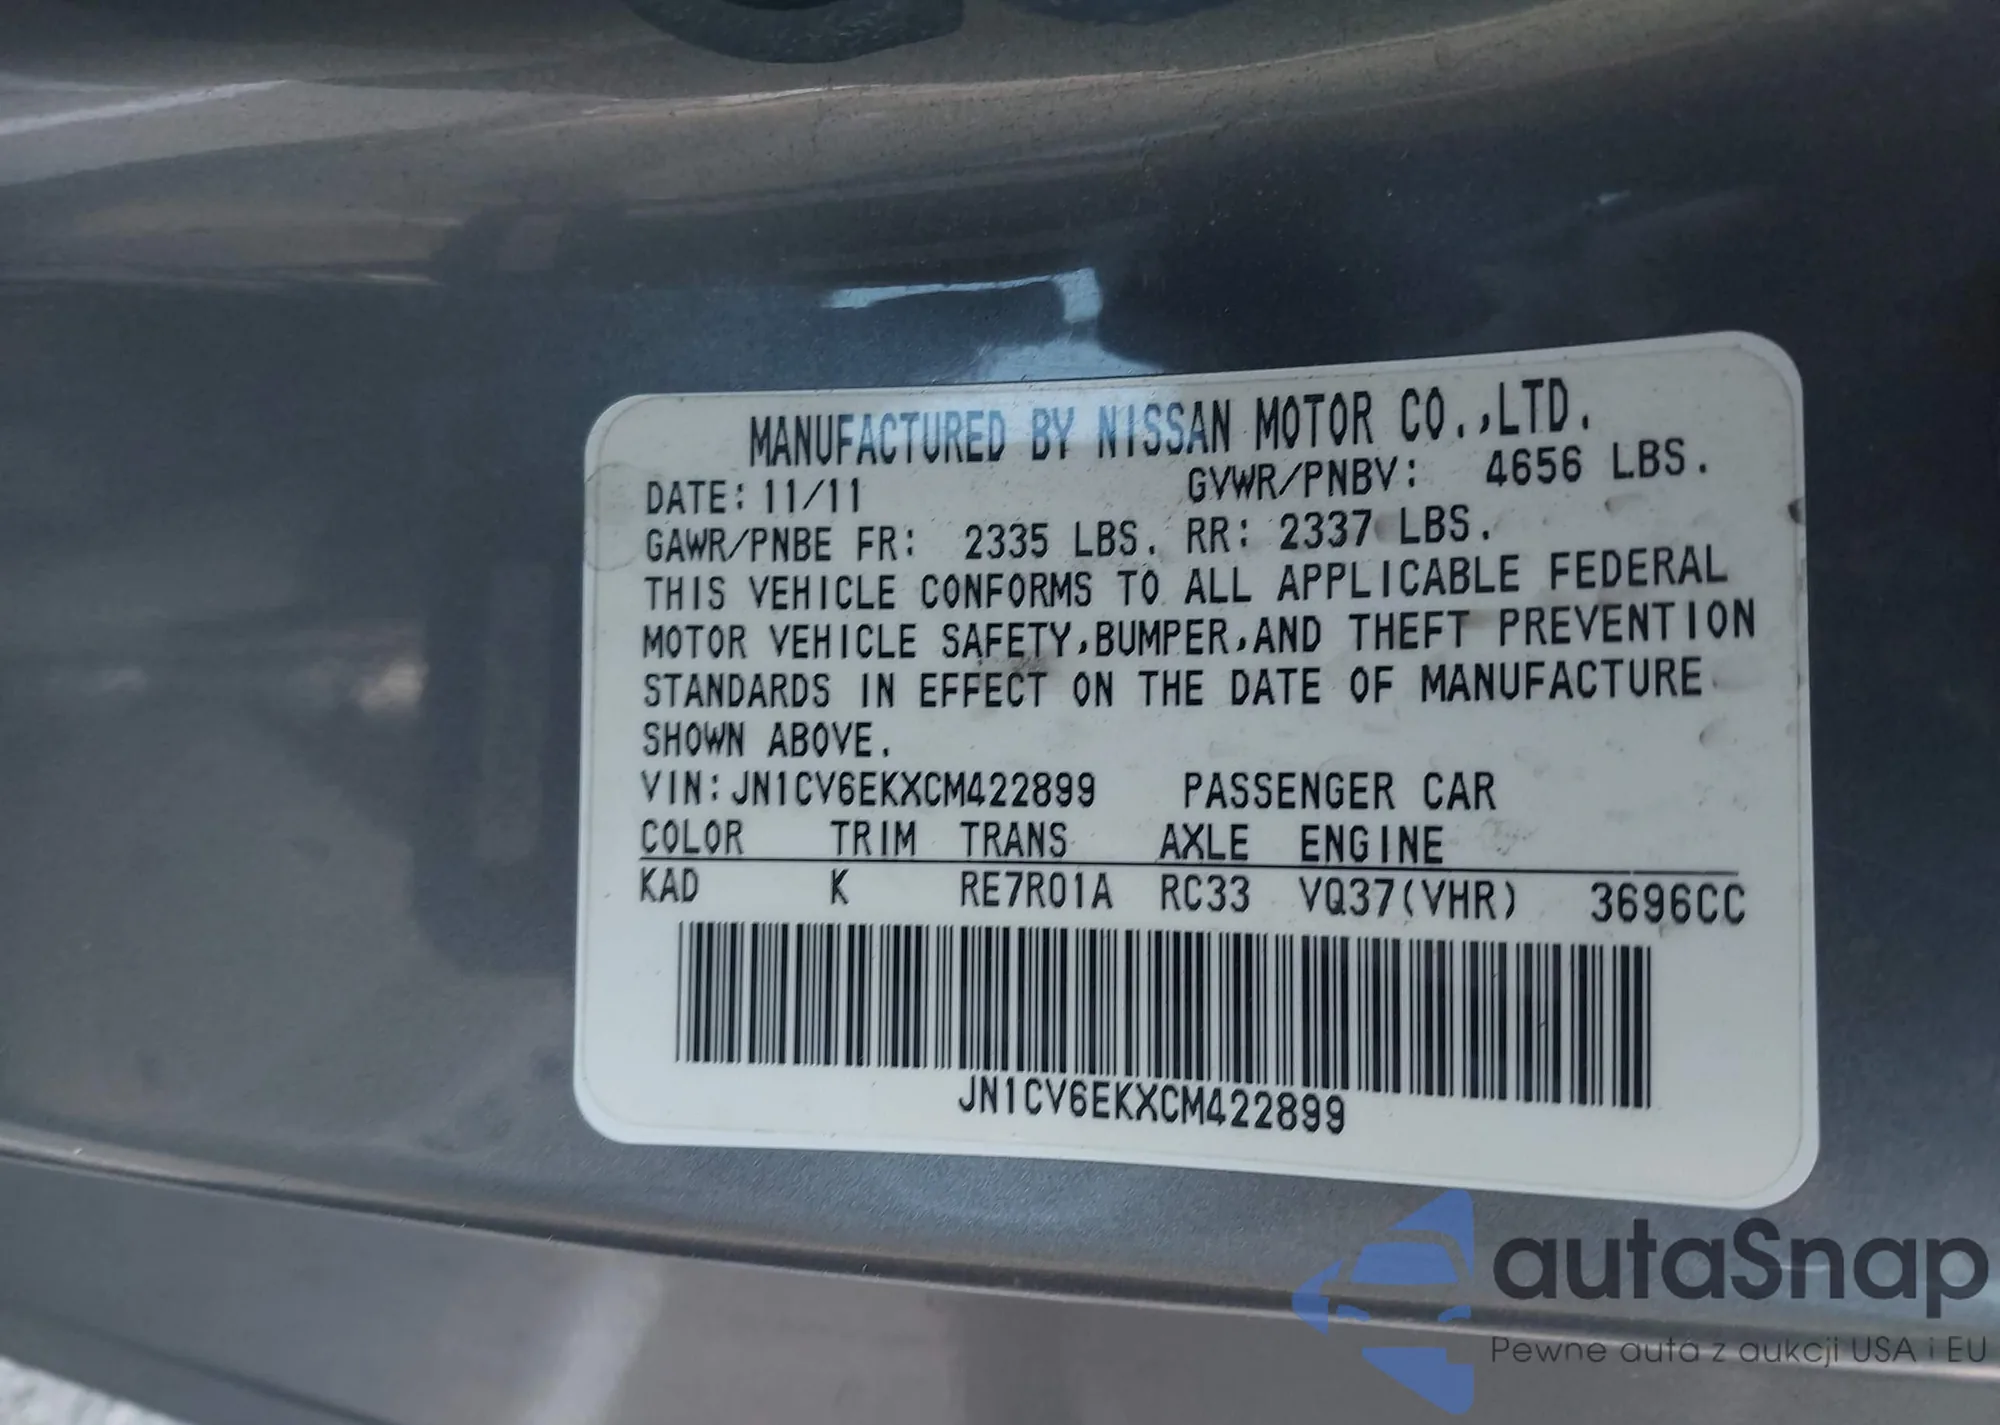 MANUFACTURED BY NISSAN MOTOR CO.,LTD.
DATE: 11/11 GVWR/PNBV: 4656 LBS.
GAWR/PNBE FR: 2335 LBS. RR: 2337 LBS.
THIS VEHICLE CONFORMS TO ALL APPLICABLE FEDERAL
MOTOR VEHICLE SAFETY,BUMPER,AND THEFT PREVENTION
STANDARDS IN EFFECT ON THE DATE OF MANUFACTURE
SHOWN ABOVE.
VIN:JN1CV6EKXCM422899 PASSENGER CAR
COLOR TRIM TRANS AXLE ENGINE
KAD K RE7R01A RC33 VQ37(VHR) 3696CC
JN1CV6EKXCM422899
autaSnap
Pewne auta z aukcji USA i EU